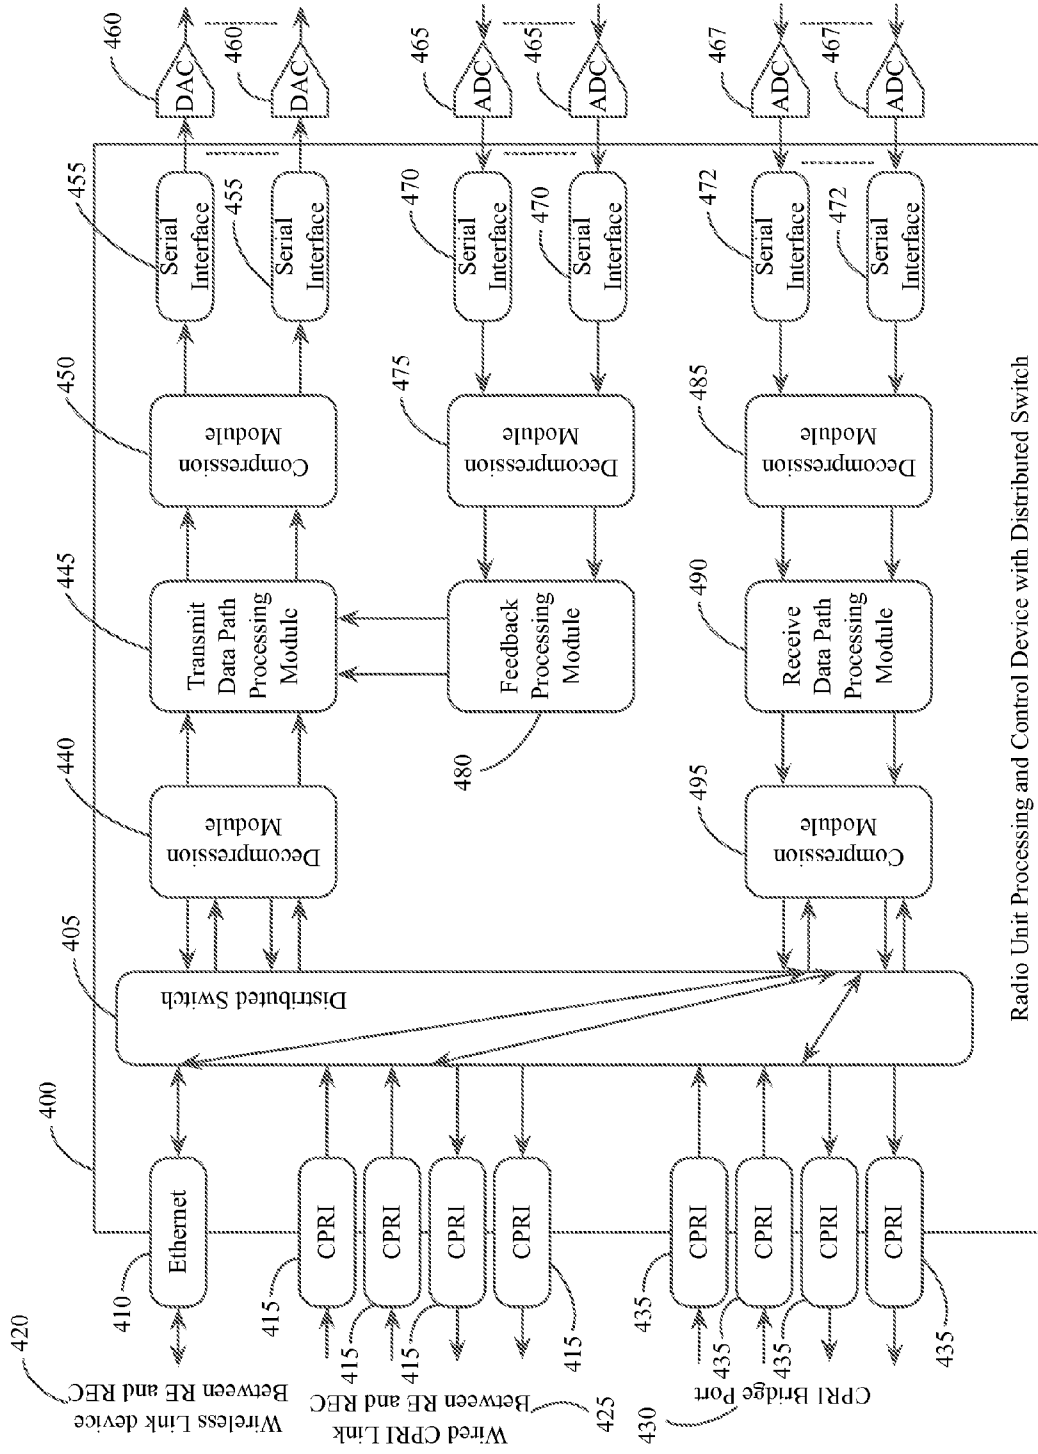 420
Wireless Link device
Between RE and REC
410
Ethernet
400
405
Distributed Switch
440
Decompression
Module
445
Transmit
Data Path
Processing
Module
450
Compression
Module
455
Serial
Interface
455
Serial
Interface
460
DAC
460
DAC
Wired CPRI Link
Between RE and REC
425
415
CPRI
415
CPRI
415
CPRI
415
CPRI
480
Feedback
Processing
Module
475
Decompression
Module
470
Serial
Interface
470
Serial
Interface
465
ADC
465
ADC
430
CPRI Bridge
Port
435
CPRI
435
CPRI
435
CPRI
435
CPRI
495
Compression
Module
490
Receive
Data Path
Processing
Module
485
Decompression
Module
472
Serial
Interface
472
Serial
Interface
467
ADC
467
ADC
Radio Unit Processing and Control Device with Distributed Switch